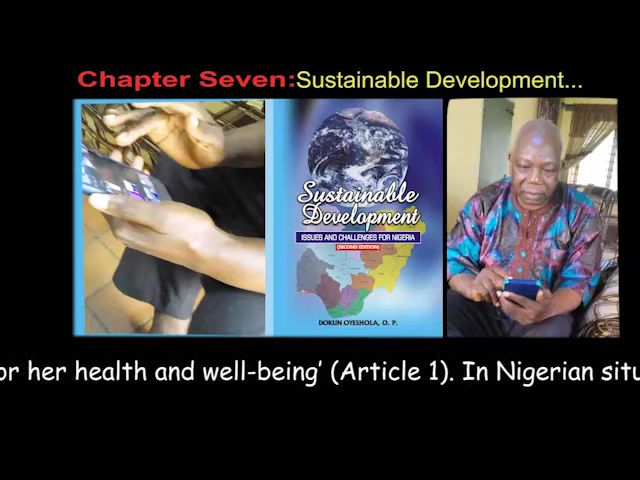 Chapter Seven:Sustainable Development...
Sustainable
Development
ISSUES AND CHALLENGES FOR NIGERIA
(SECOND EDITION)
DOKUN OYESHOLA, O. P.
or her health and well-being’ (Article 1). In Nigerian situ